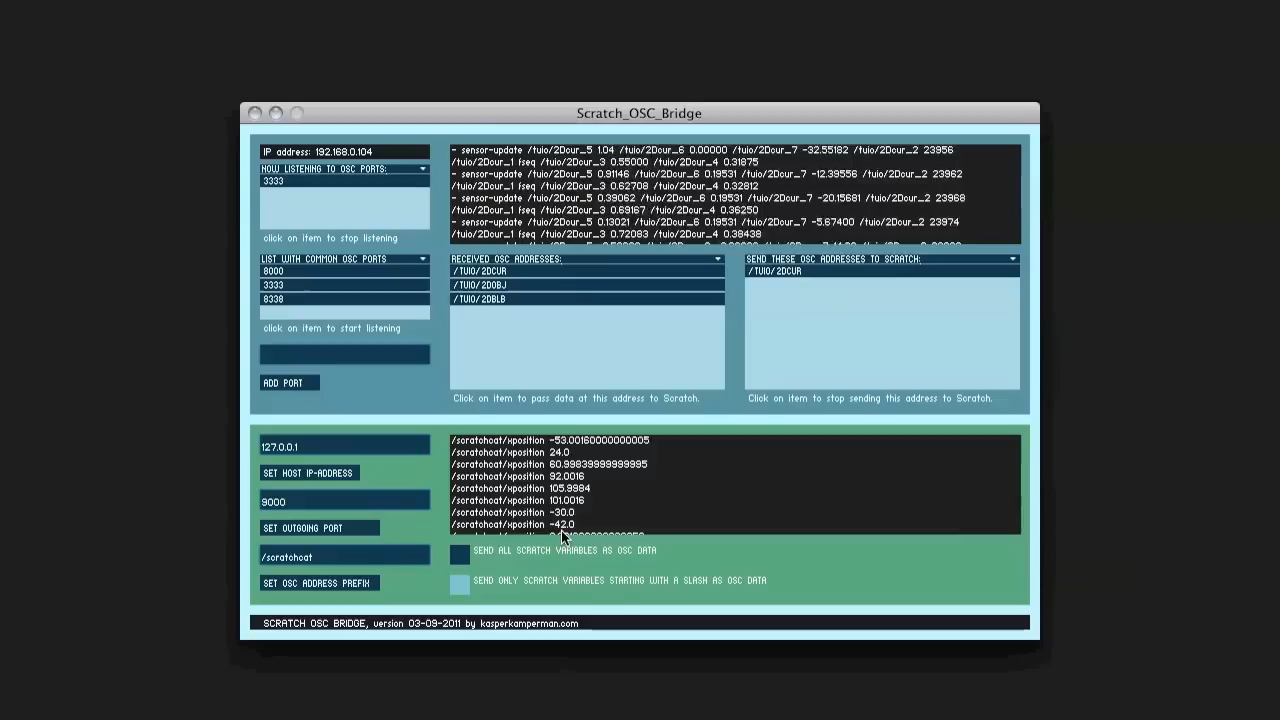 Scratch_OSC_Bridge
IP address: 192.168.0.104
NOW LISTENING TO OSC PORTS:
3333
click on item to stop listening
- sensor-update /tuio/2Dcur_5 1.04 /tuio/2Dcur_6 0.00000 /tuio/2Dcur_7 -32.55182 /tuio/2Dcur_2 23956
/tuio/2Dcur_1 fseq /tuio/2Dcur_3 0.55000 /tuio/2Dcur_4 0.31875
- sensor-update /tuio/2Dcur_5 0.91146 /tuio/2Dcur_6 0.19531 /tuio/2Dcur_7 -12.39556 /tuio/2Dcur_2 23962
/tuio/2Dcur_1 fseq /tuio/2Dcur_3 0.62708 /tuio/2Dcur_4 0.32812
- sensor-update /tuio/2Dcur_5 0.39062 /tuio/2Dcur_6 0.19531 /tuio/2Dcur_7 -20.15681 /tuio/2Dcur_2 23968
/tuio/2Dcur_1 fseq /tuio/2Dcur_3 0.69167 /tuio/2Dcur_4 0.36250
- sensor-update /tuio/2Dcur_5 0.13021 /tuio/2Dcur_6 0.19531 /tuio/2Dcur_7 -5.67400 /tuio/2Dcur_2 23974
/tuio/2Dcur_1 fseq /tuio/2Dcur_3 0.72083 /tuio/2Dcur_4 0.38438
LIST WITH COMMON OSC PORTS
8000
3333
8338
click on item to start listening
ADD PORT
RECEIVED OSC ADDRESSES:
/TUIO/2DCUR
/TUIO/2DOBJ
/TUIO/2DBLB
Click on item to pass data at this address to Scratch.
SEND THESE OSC ADDRESSES TO SCRATCH:
/TUIO/2DCUR
Click on item to stop sending this address to Scratch.
127.0.0.1
SET HOST IP-ADDRESS
9000
SET OUTGOING PORT
/scratchcat
SET OSC ADDRESS PREFIX
/scratchcat/xposition -53.00160000000005
/scratchcat/xposition 24.0
/scratchcat/xposition 60.99839999999995
/scratchcat/xposition 92.0016
/scratchcat/xposition 105.9984
/scratchcat/xposition 101.0016
/scratchcat/xposition -30.0
/scratchcat/xposition -42.0
SEND ALL SCRATCH VARIABLES AS OSC DATA
SEND ONLY SCRATCH VARIABLES STARTING WITH A SLASH AS OSC DATA
SCRATCH OSC BRIDGE, version 03-09-2011 by kasperkamperman.com